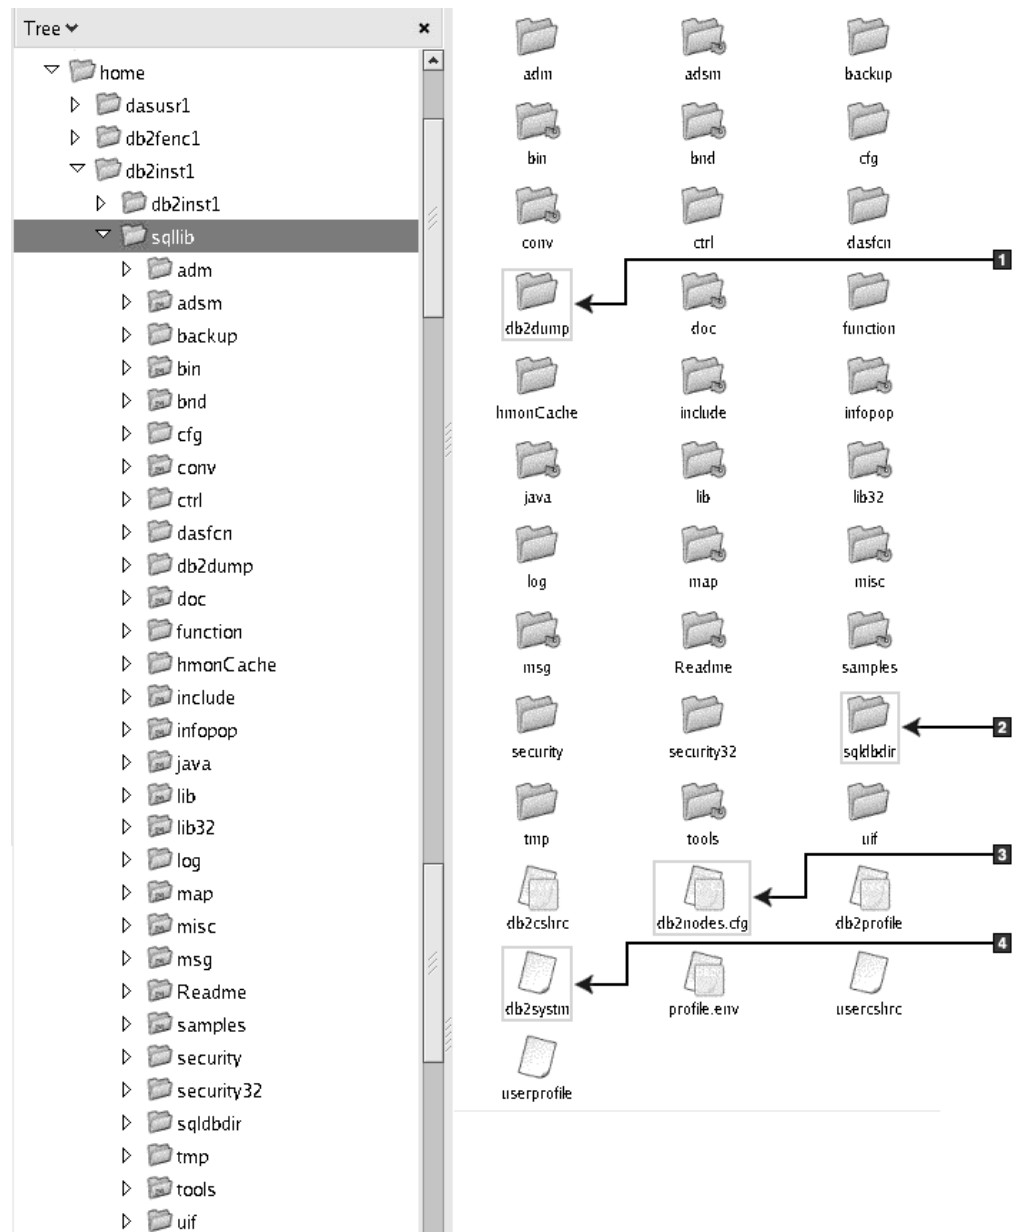 Tree
home
dasusr1
db2fenc1
db2inst1
db2inst1
sqllib
adm
adsm
backup
bin
bnd
cfg
conv
ctrl
dasfcn
db2dump
doc
function
hmonCache
include
infopop
java
lib
lib32
log
map
misc
msg
Readme
samples
security
security32
sqldbdir
tmp
tools
uif
adm adsm backup
bin bnd cfg
conv ctrl dasfcn
1
db2dump doc function
hmonCache include infopop
java lib lib32
log map misc
msg Readme samples
2
security security32 sqldbdir
tmp tools uif
3
db2cshrc db2nodes.cfg db2profile
4
db2systm profile.env usercshrc
userprofile